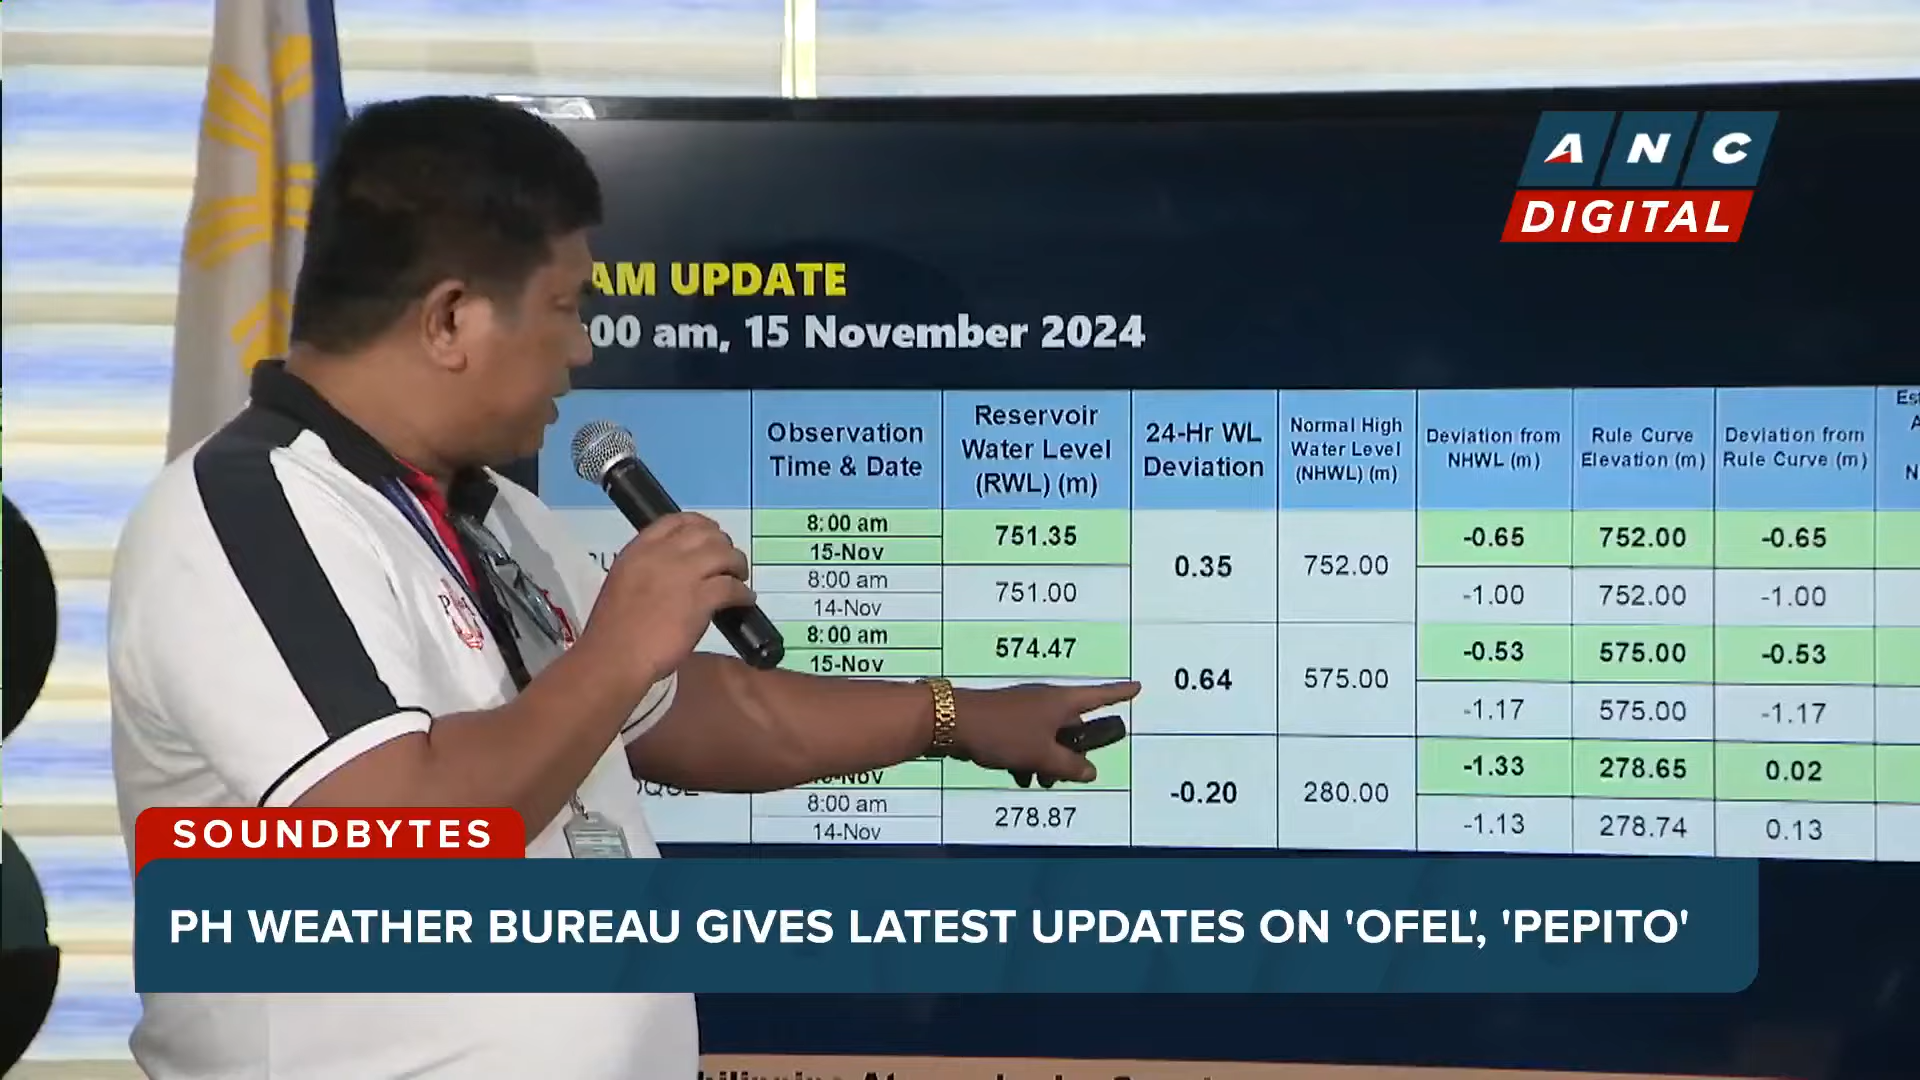 ANC
DIGITAL
AM UPDATE
:00 am, 15 November 2024
Observation
Time & Date
Reservoir
Water Level
(RWL) (m)
24-Hr WL
Deviation
Normal High
Water Level
(NHWL) (m)
Deviation from
NHWL (m)
Rule Curve
Elevation (m)
Deviation from
Rule Curve (m)
8:00 am
15-Nov
751.35
0.35
752.00
-0.65
752.00
-0.65
8:00 am
14-Nov
751.00
-1.00
752.00
-1.00
8:00 am
15-Nov
574.47
0.64
575.00
-0.53
575.00
-0.53
-1.17
575.00
-1.17
-0.20
280.00
-1.33
278.65
0.02
8:00 am
14-Nov
278.87
-1.13
278.74
0.13
SOUNDBYTES
PH WEATHER BUREAU GIVES LATEST UPDATES ON 'OFEL', 'PEPITO'